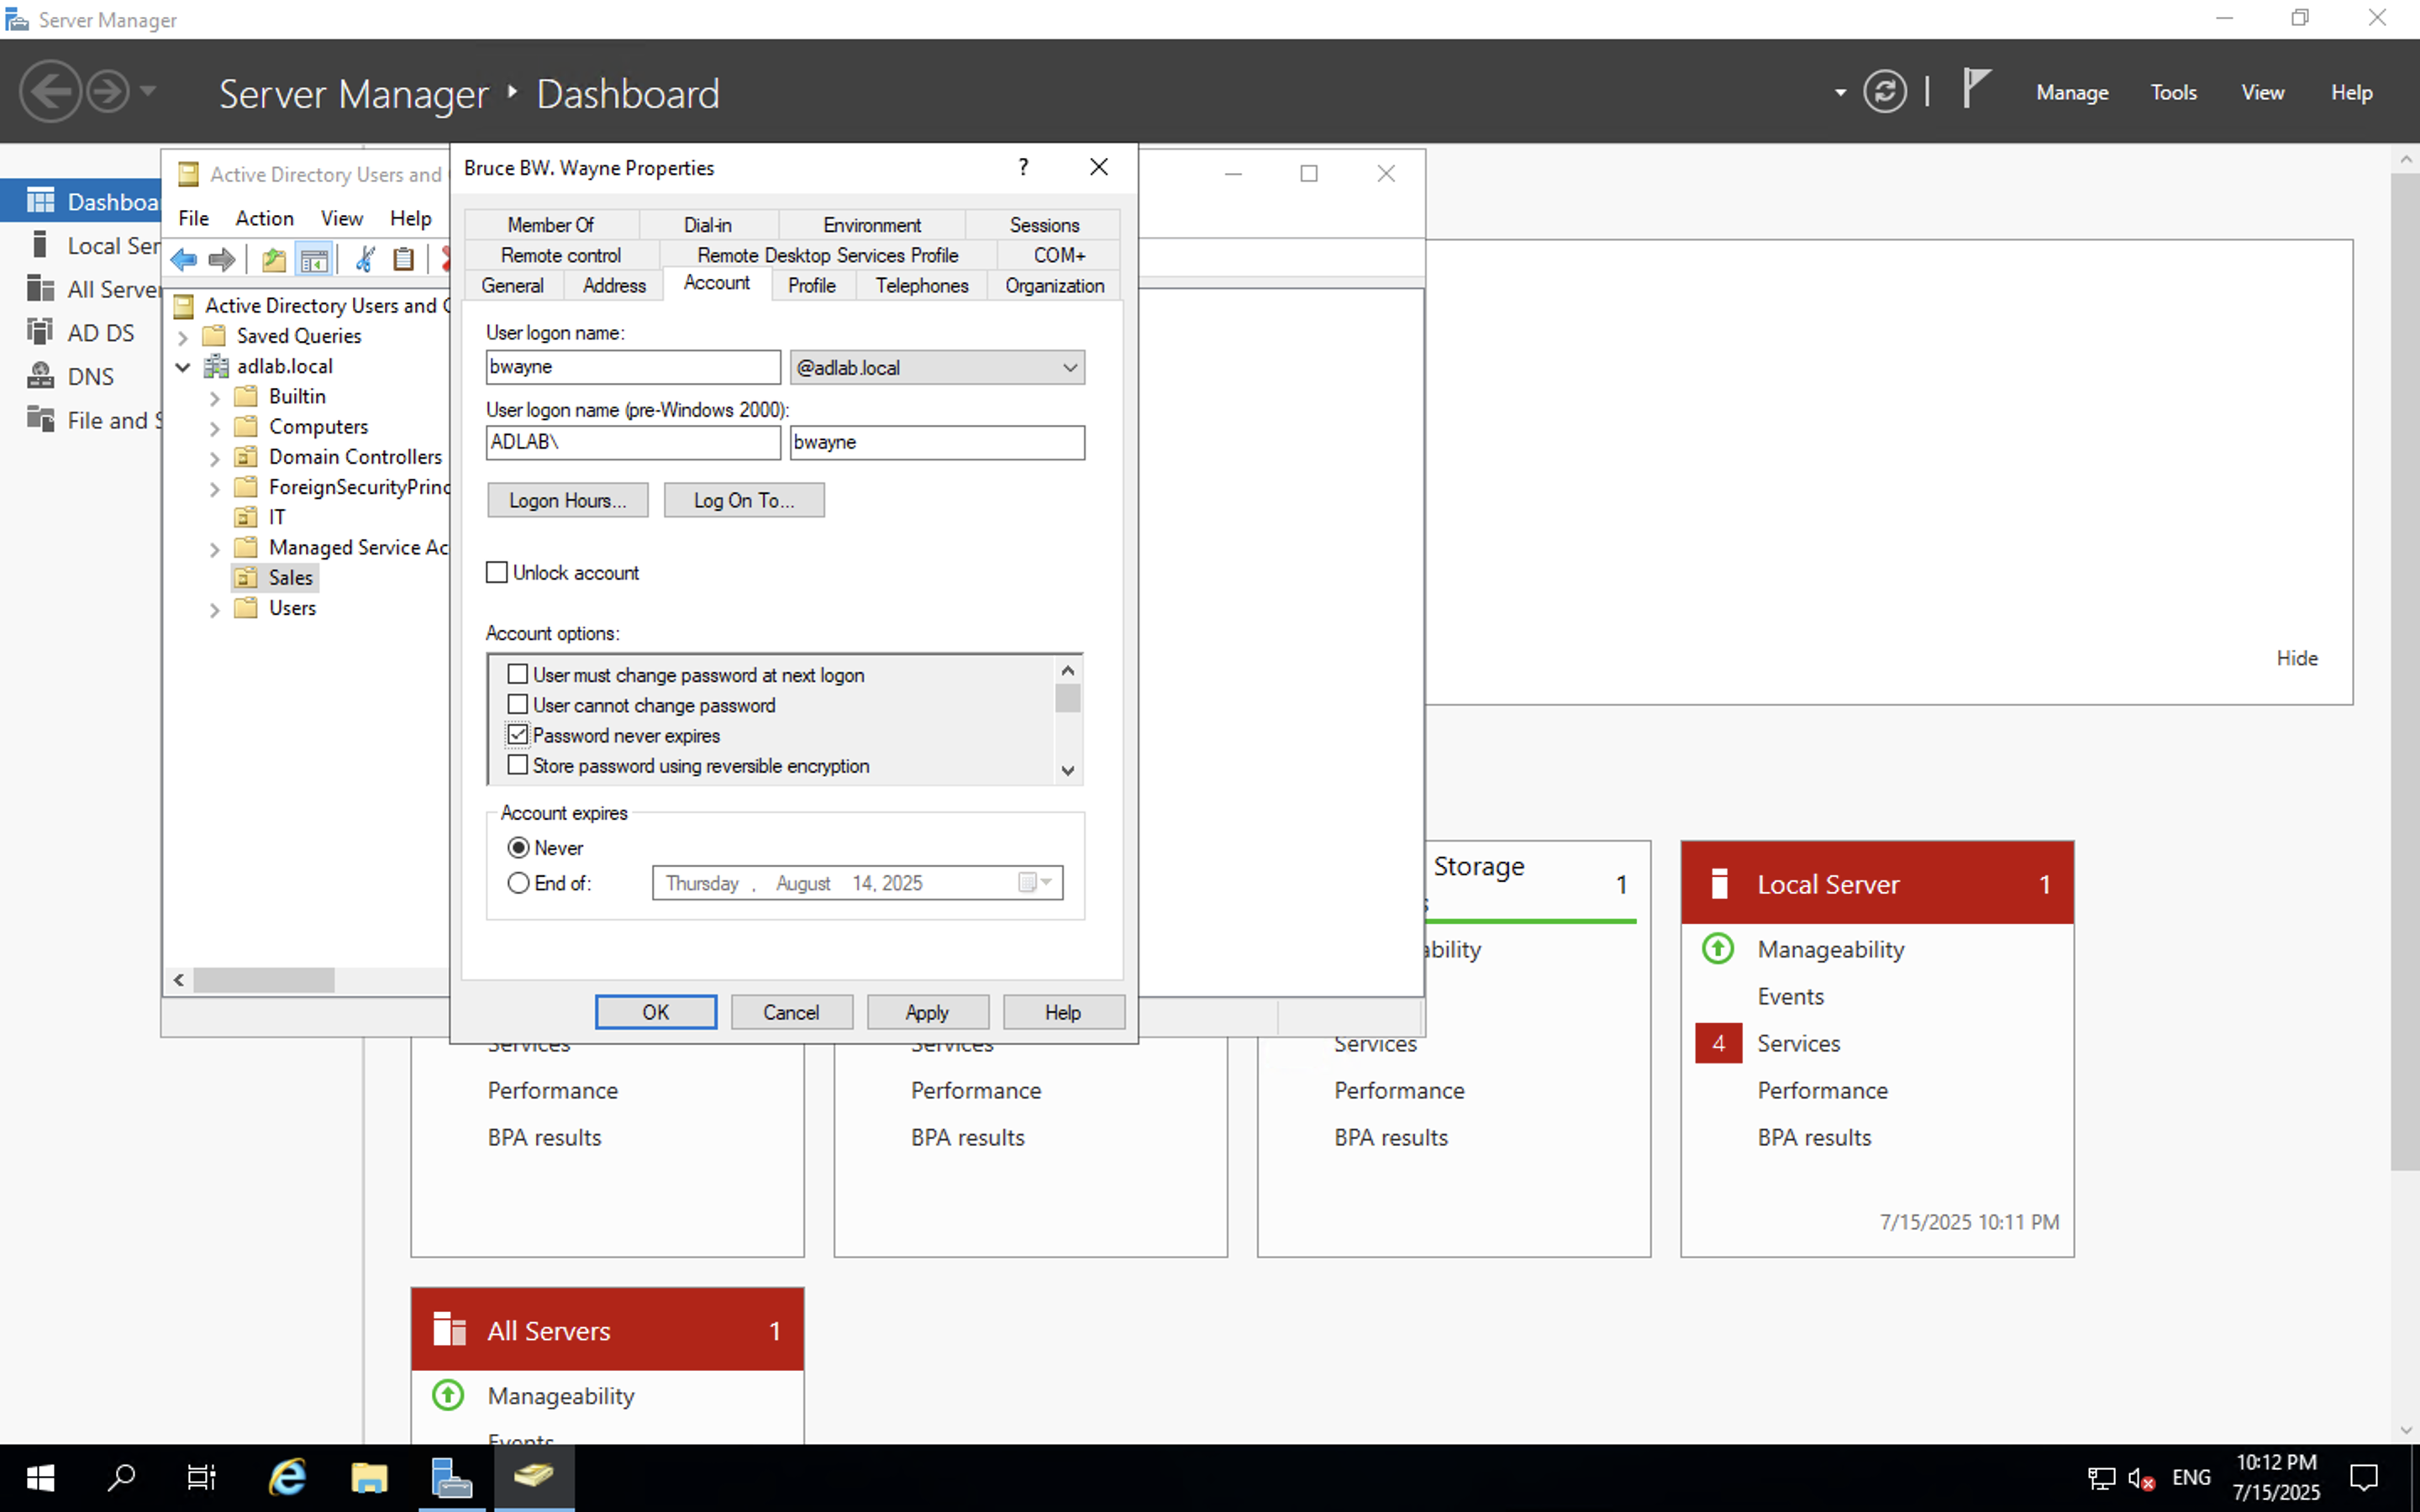 Server Manager
Server Manager ‣ Dashboard
Manage Tools View Help
Dashboa
Local Ser
All Server
AD DS
DNS
File and S
Active Directory Users and
File Action View Help
Active Directory Users and C
Saved Queries
adlab.local
Builtin
Computers
Domain Controllers
ForeignSecurityPrinc
IT
Managed Service Ac
Sales
Users
Bruce BW. Wayne Properties
Member Of Dial-in Environment Sessions
Remote control Remote Desktop Services Profile COM+
General Address Account Profile Telephones Organization
User logon name:
bwayne @adlab.local
User logon name (pre-Windows 2000):
ADLAB\ bwayne
Logon Hours... Log On To...
Unlock account
Account options:
User must change password at next logon
User cannot change password
Password never expires
Store password using reversible encryption
Account expires
Never
End of: Thursday , August 14, 2025
OK Cancel Apply Help
Hide
Services
Performance
BPA results
Services
Performance
BPA results
Storage 1
s
ability
Services
Performance
BPA results
Local Server 1
Manageability
Events
4 Services
Performance
BPA results
7/15/2025 10:11 PM
All Servers 1
Manageability
Events
ENG
10:12 PM
7/15/2025